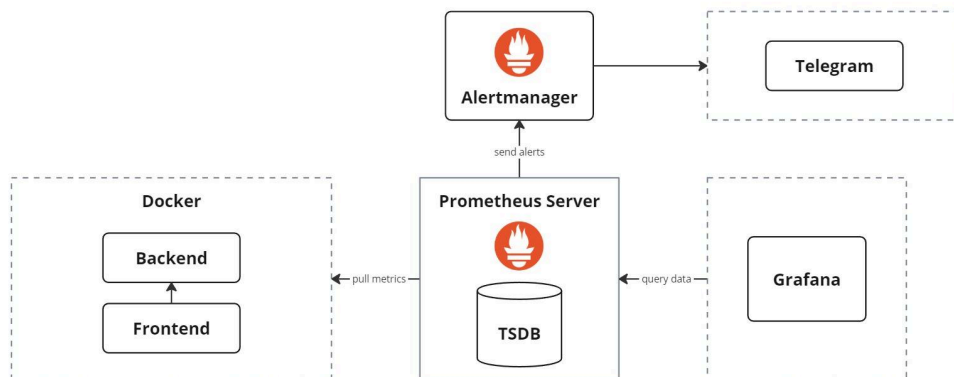 Alertmanager
Telegram
send alerts
Docker
Backend
Frontend
pull metrics
Prometheus Server
TSDB
query data
Grafana